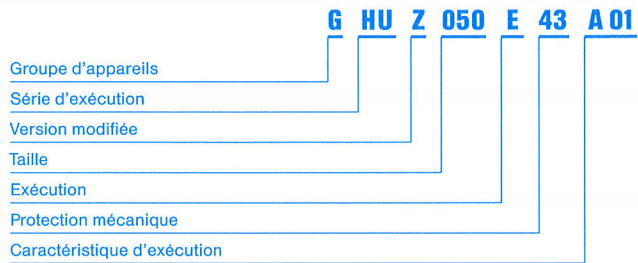 G HU Z 050 E 43 A 01
Groupe d'appareils
Série d'exécution
Version modifiée
Taille
Exécution
Protection mécanique
Caractéristique d'exécution